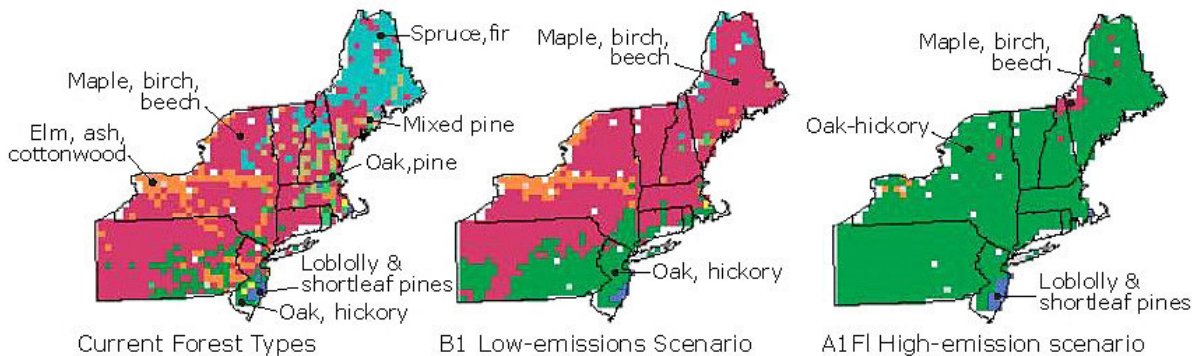 Spruce,fir
Maple, birch,
beech
Elm, ash,
cottonwood
Mixed pine
Oak,pine
Loblolly &
shortleaf pines
Oak, hickory
Current Forest Types
Maple, birch,
beech
Oak, hickory
B1 Low-emissions Scenario
Maple, birch,
beech
Oak-hickory
Loblolly &
shortleaf pines
A1Fl High-emission scenario